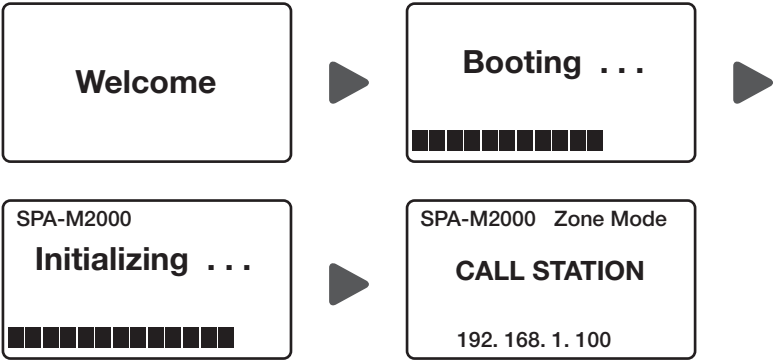 Welcome
Booting ...
SPA-M2000
Initializing ...
SPA-M2000 Zone Mode
CALL STATION
192. 168. 1. 100